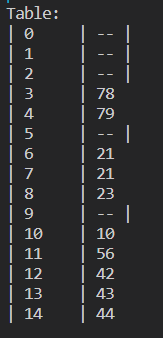 Table:
| 0 | -- |
| 1 | -- |
| 2 | -- |
| 3 | 78
| 4 | 79
| 5 | -- |
| 6 | 21
| 7 | 21
| 8 | 23
| 9 | -- |
| 10 | 10
| 11 | 56
| 12 | 42
| 13 | 43
| 14 | 44